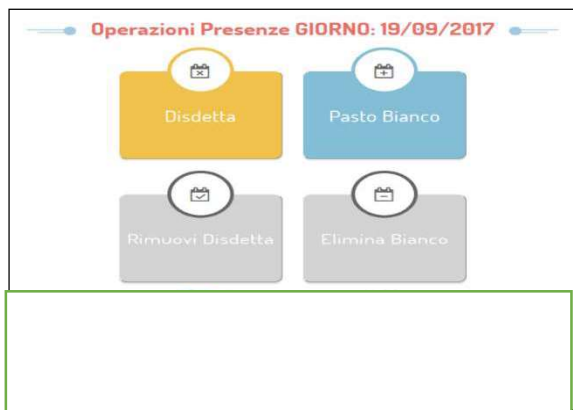 Operazioni Presenze GIORNO: 19/09/2017
Disdetta
Pasto Bianco
Rimuovi Disdetta
Elimina Bianco